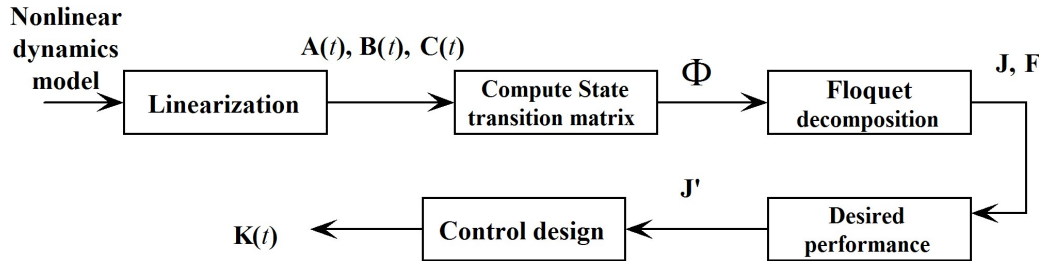 Nonlinear
dynamics
model
Linearization
A(t), B(t), C(t)
Compute State
transition matrix
Φ
Floquet
decomposition
J, F
Desired
performance
J'
Control design
K(t)